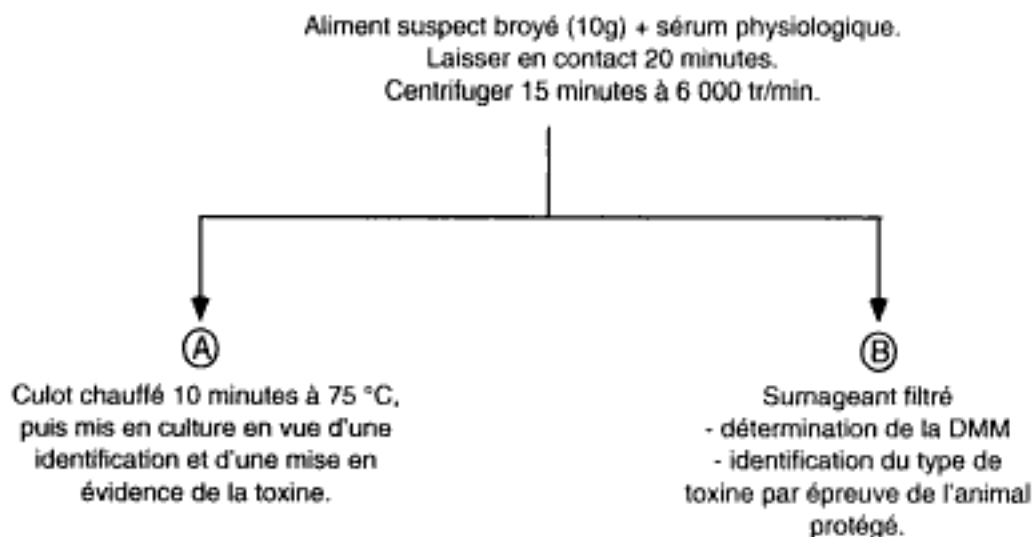 Aliment suspect broyé (10g) + sérum physiologique.
Laisser en contact 20 minutes.
Centrifuger 15 minutes à 6 000 tr/min.
A
Culot chauffé 10 minutes à 75 °C,
puis mis en culture en vue d'une
identification et d'une mise en
évidence de la toxine.
B
Surnageant filtré
- détermination de la DMM
- identification du type de
toxine par épreuve de l'animal
protégé.